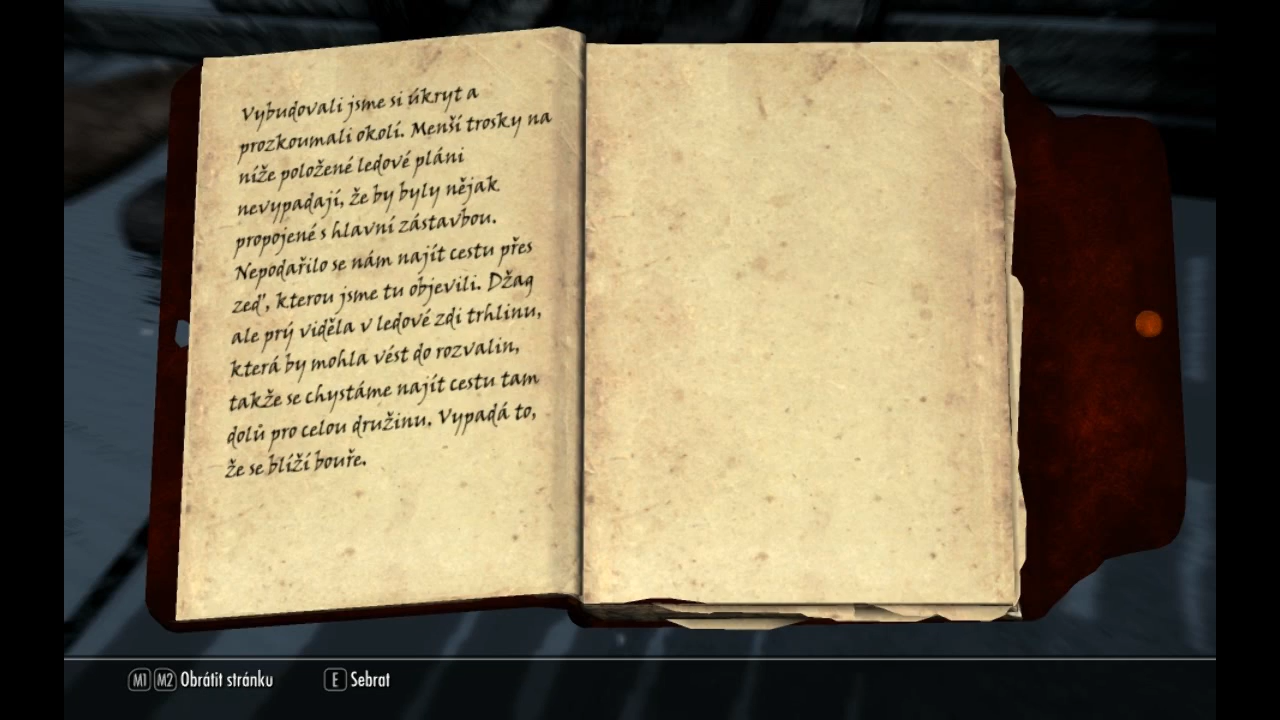 Vybudovali jsme si úkryt a
prozkoumali okolí. Menší trosky na
níže položené ledové pláni
nevypadají, že by byly nějak
propojené s hlavní zástavbou.
Nepodařilo se nám najít cestu přes
zeď, kterou jsme tu objevili. Džag
ale prý viděla v ledové zdi trhlinu,
která by mohla vést do rozvalin,
takže se chystáme najít cestu tam
dolů pro celou družinu. Vypadá to,
že se blíží bouře.
M1 M2 Obrátit stránku E Sebrat